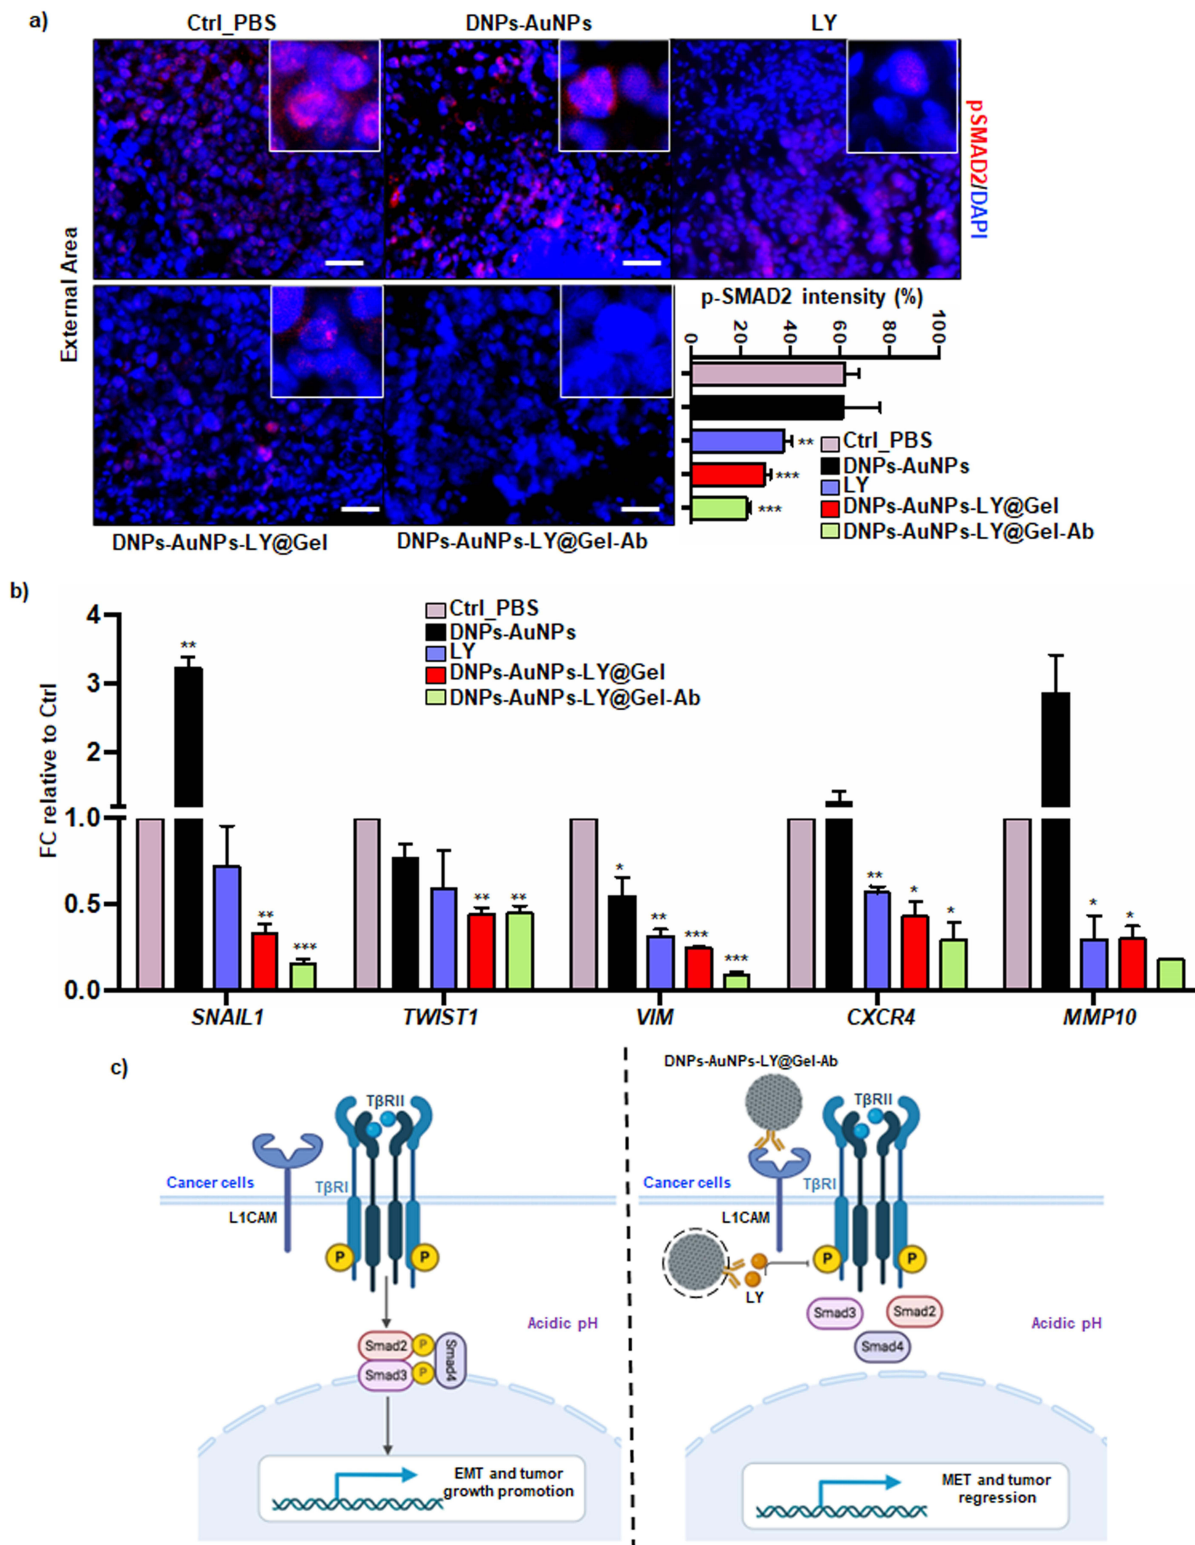 a)
Ctrl_PBS
DNPs-AuNPs
LY
External Area
pSMAD2/DAPI
DNPs-AuNPs-LY@Gel
DNPs-AuNPs-LY@Gel-Ab
p-SMAD2 intensity (%)
0
20
40
60
80
100
**
***
***
Ctrl_PBS
DNPs-AuNPs
LY
DNPs-AuNPs-LY@Gel
DNPs-AuNPs-LY@Gel-Ab
b)
Ctrl_PBS
DNPs-AuNPs
LY
DNPs-AuNPs-LY@Gel
DNPs-AuNPs-LY@Gel-Ab
FC relative to Ctrl
4
3
2
1.0
0.5
0.0
**
**
***
**
**
*
**
***
***
**
*
*
*
*
SNAIL1
TWIST1
VIM
CXCR4
MMP10
c)
TβRII
Cancer cells
TβRI
L1CAM
P
P
Acidic pH
Smad2
P
Smad3
P
Smad4
EMT and tumor
growth promotion
DNPs-AuNPs-LY@Gel-Ab
TβRII
Cancer cells
TβRI
L1CAM
P
P
LY
Smad3
Smad2
Smad4
Acidic pH
MET and tumor
regression